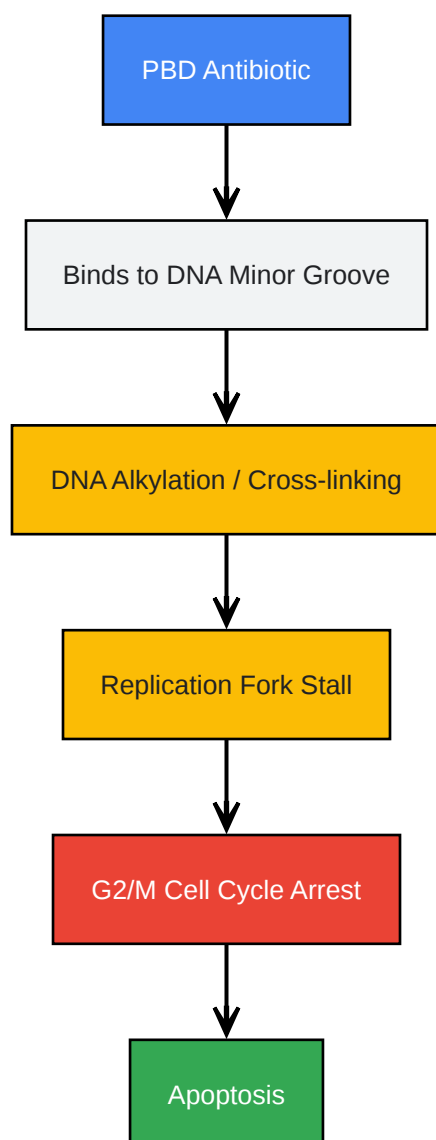 PBD Antibiotic
Binds to DNA Minor Groove
DNA Alkylation / Cross-linking
Replication Fork Stall
G2/M Cell Cycle Arrest
Apoptosis